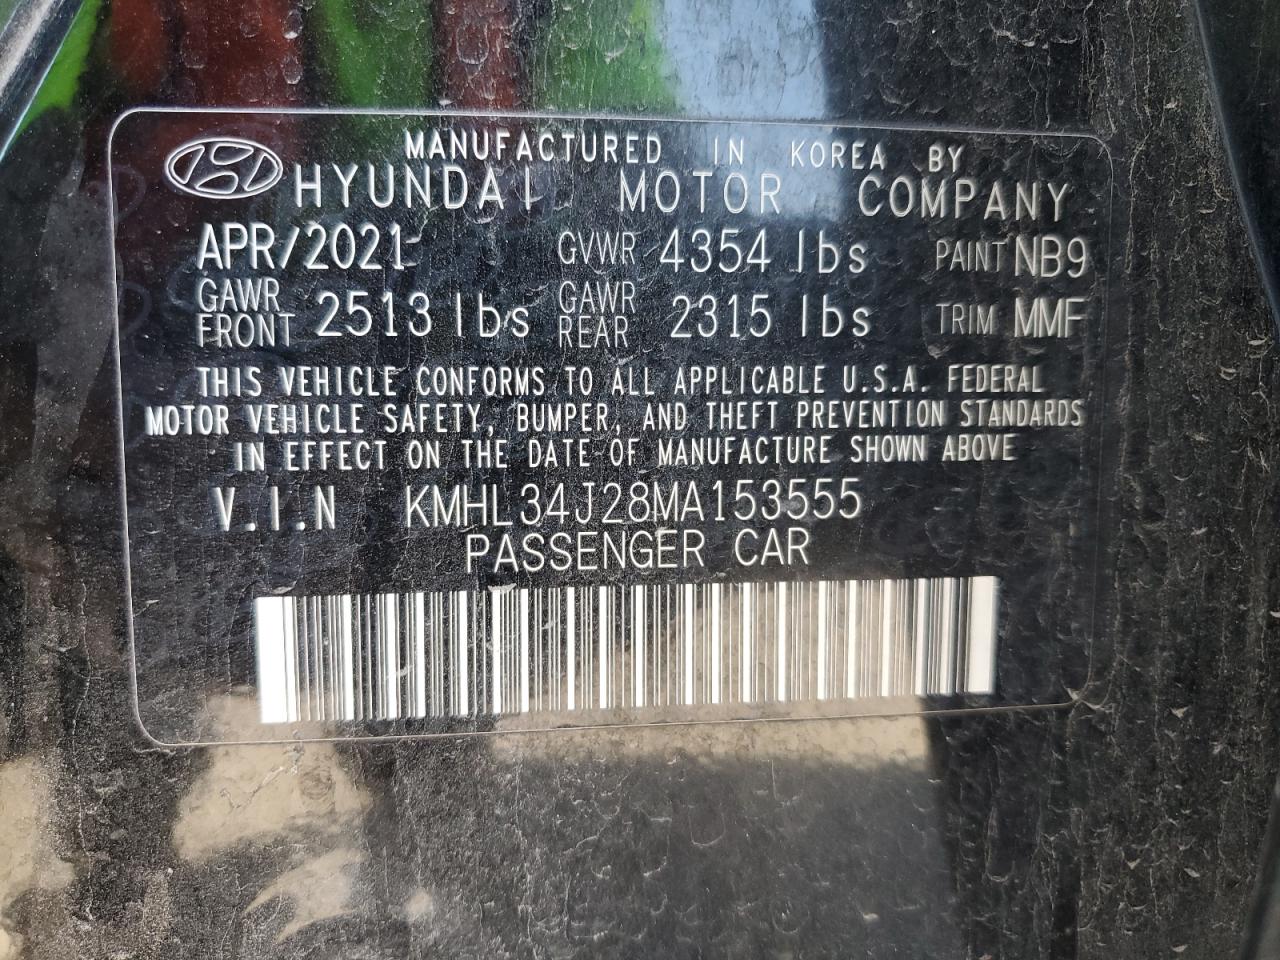 MANUFACTURED IN KOREA BY
HYUNDAI MOTOR COMPANY
APR/2021 GVWR 4354 lbs PAINT NB9
GAWR FRONT 2513 lbs GAWR REAR 2315 lbs TRIM MMF
THIS VEHICLE CONFORMS TO ALL APPLICABLE U.S.A. FEDERAL
MOTOR VEHICLE SAFETY, BUMPER, AND THEFT PREVENTION STANDARDS
IN EFFECT ON THE DATE OF MANUFACTURE SHOWN ABOVE
V.I.N KMHL34J28MA153555
PASSENGER CAR